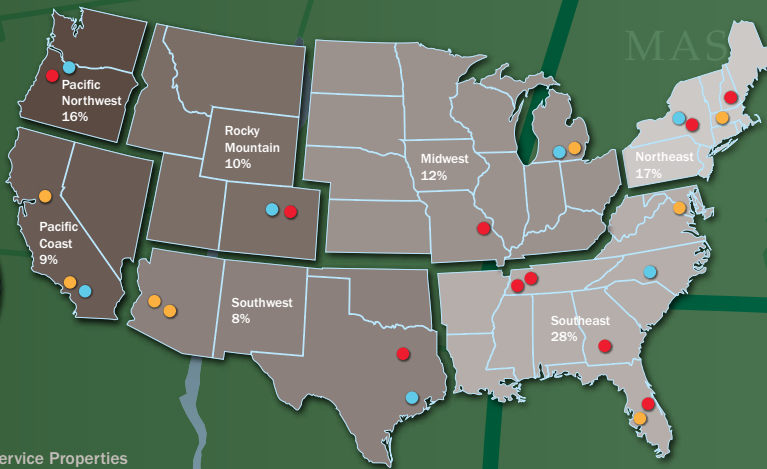 MAS
Pacific
Northwest
16%
Rocky
Mountain
10%
Midwest
12%
Northeast
17%
Pacific
Coast
9%
Southwest
8%
Southeast
28%
ervice Properties